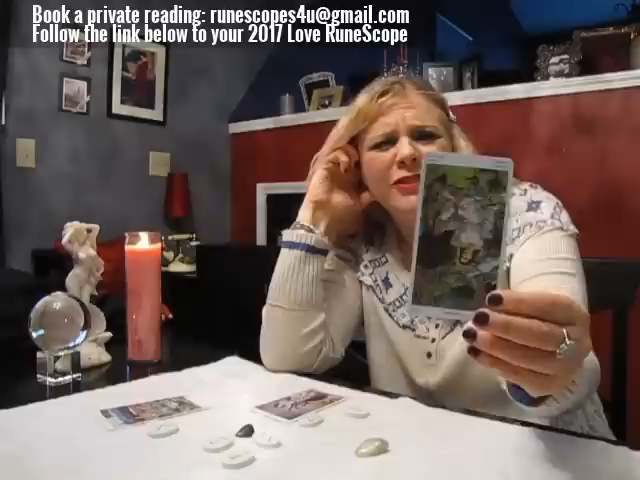 Book a private reading: runescopes4u@gmail.com
Follow the link below to your 2017 Love RuneScope